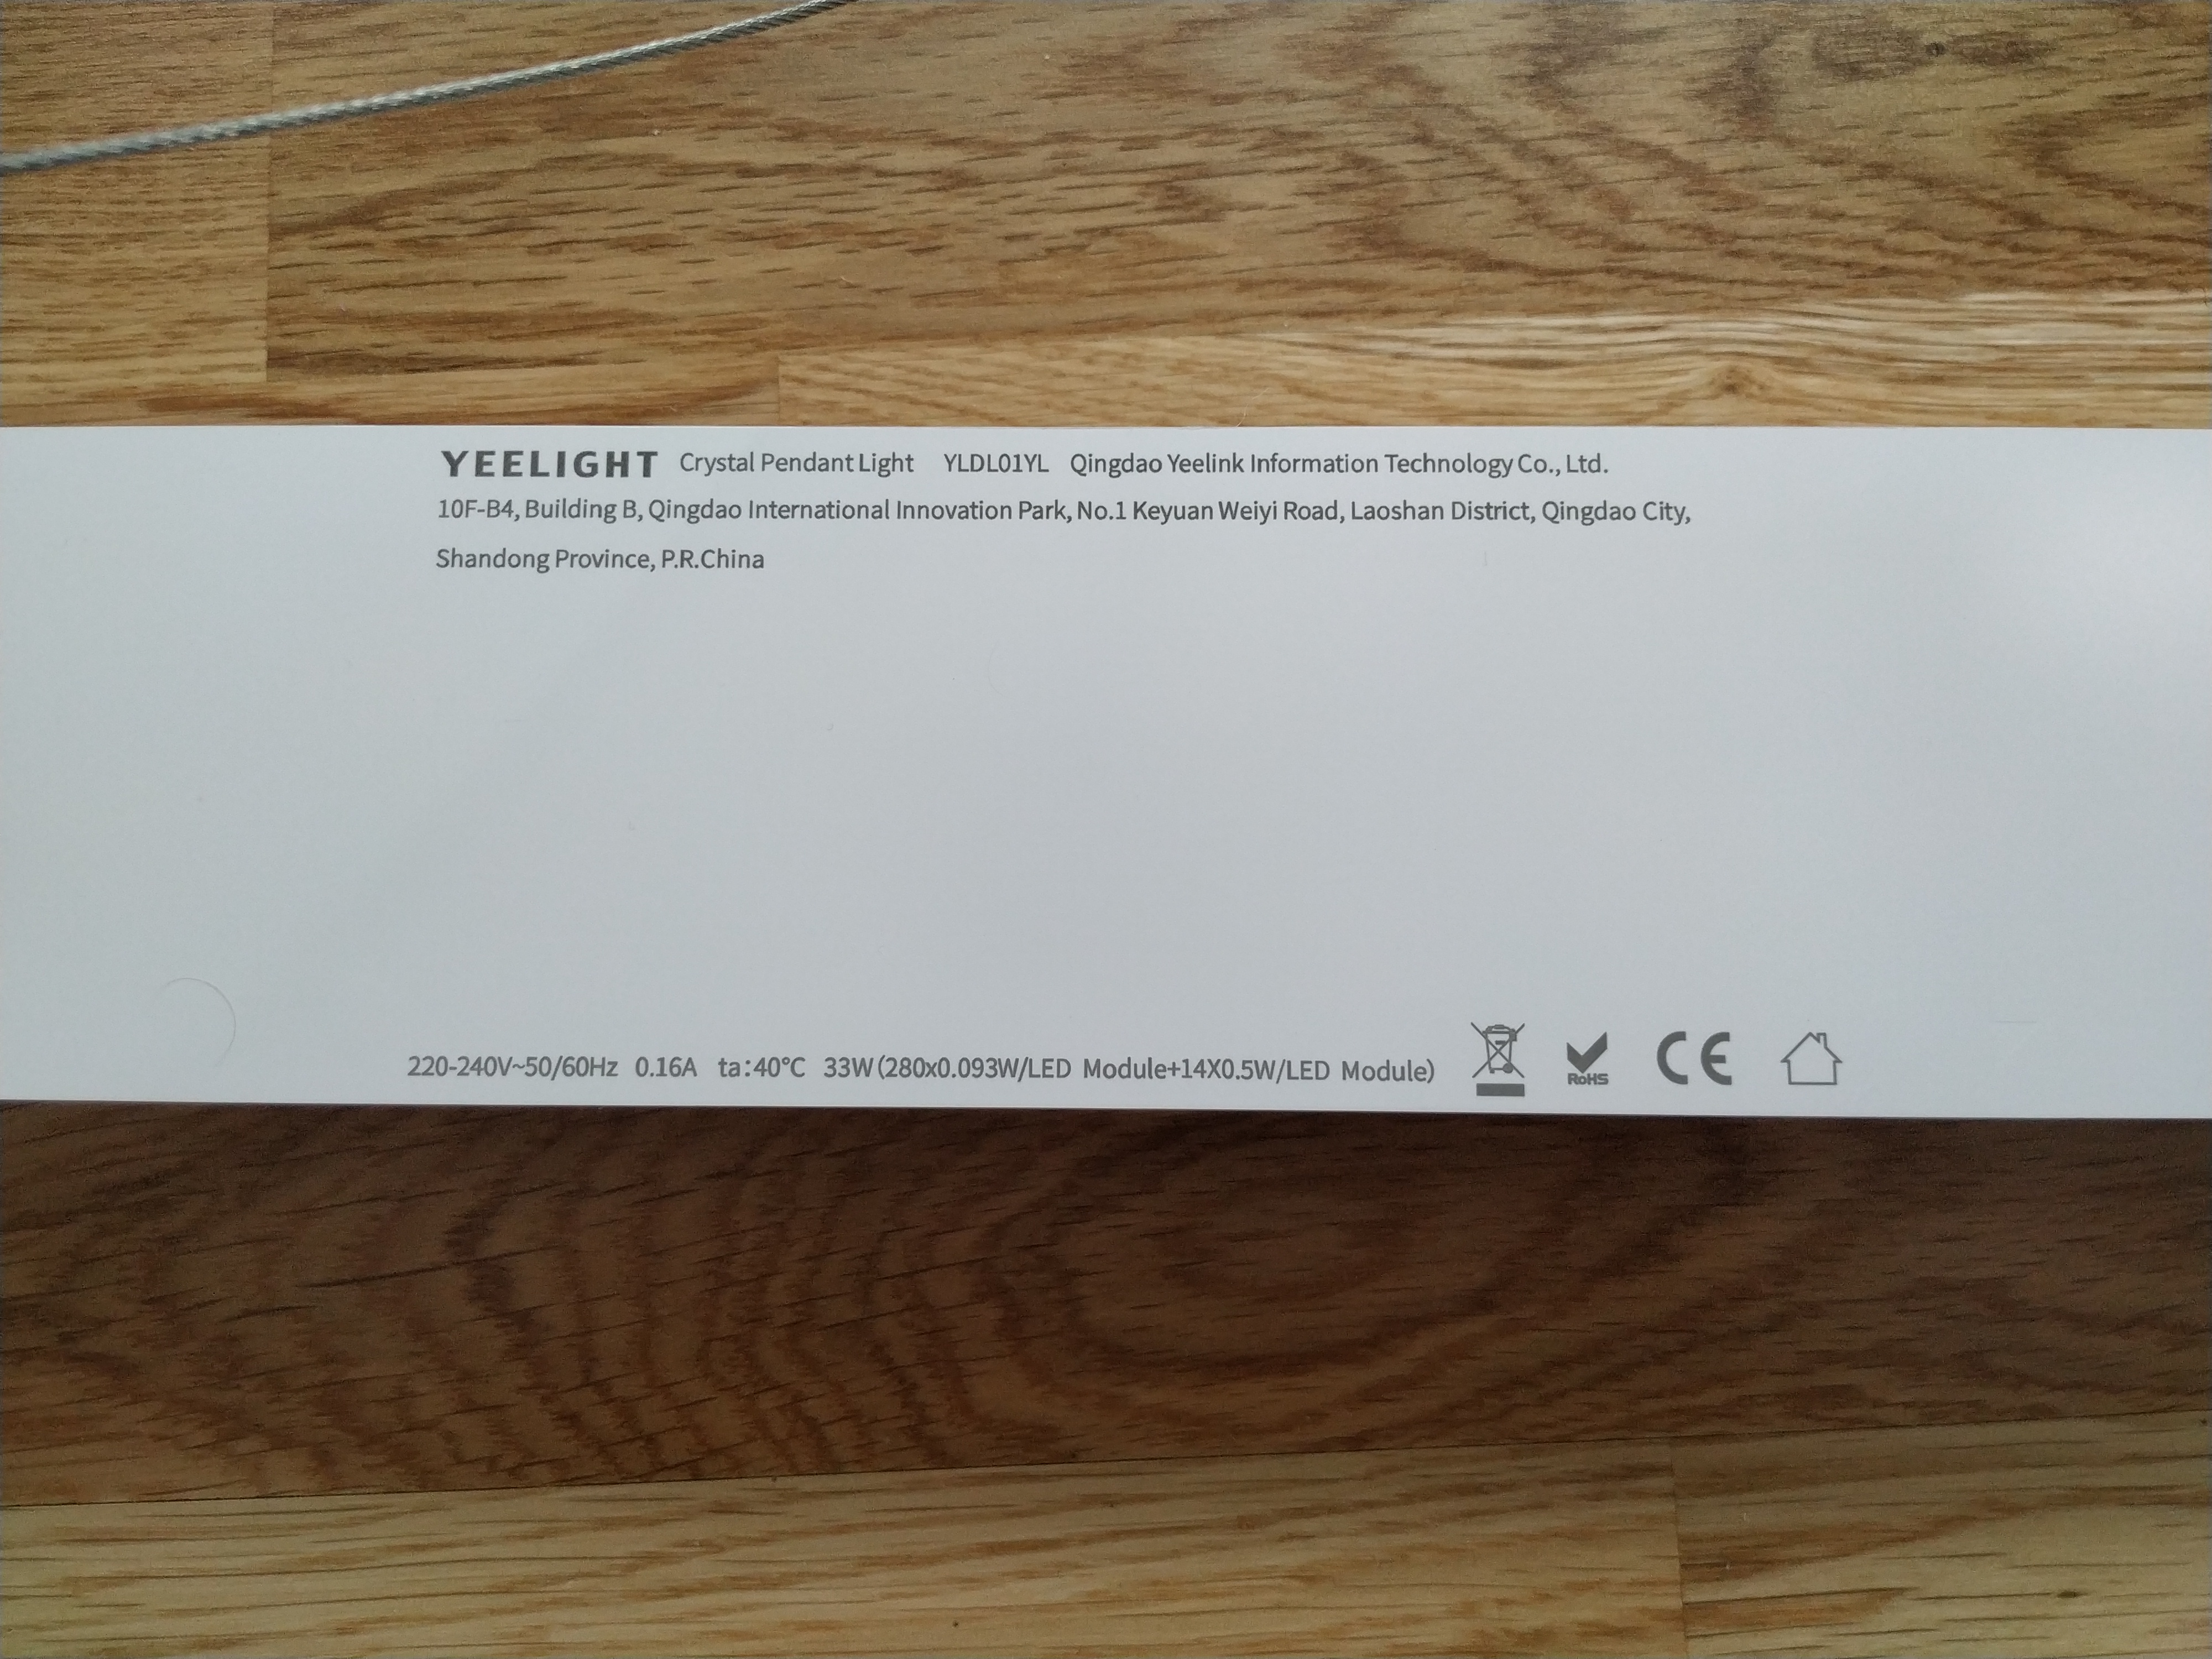 YEELIGHT Crystal Pendant Light YLDL01YL Qingdao Yeelink Information Technology Co., Ltd.
10F-B4, Building B, Qingdao International Innovation Park, No.1 Keyuan Weiyi Road, Laoshan District, Qingdao City,
Shandong Province, P.R.China
220-240V~50/60Hz 0.16A ta:40°C 33W(280x0.093W/LED Module+14X0.5W/LED Module) RoHS CE